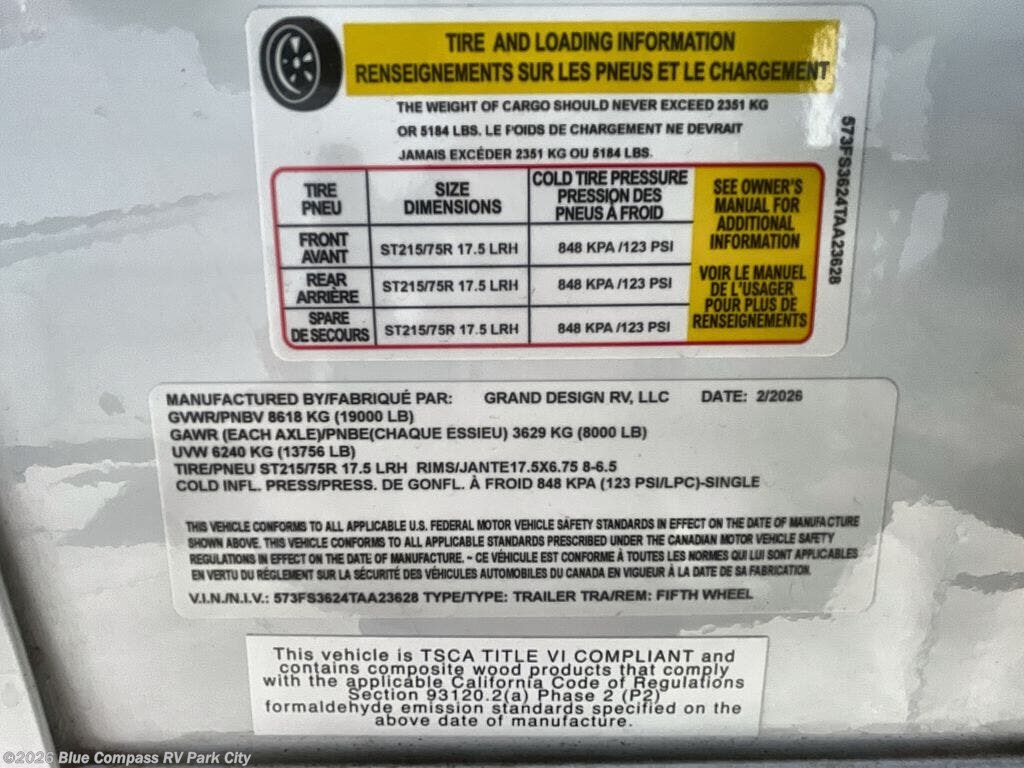 TIRE AND LOADING INFORMATION
RENSEIGNEMENTS SUR LES PNEUS ET LE CHARGEMENT
THE WEIGHT OF CARGO SHOULD NEVER EXCEED 2351 KG
OR 5184 LBS. LE POIDS DE CHARGEMENT NE DEVRAIT
JAMAIS EXCÉDER 2351 KG OU 5184 LBS.
TIRE
PNEU
SIZE
DIMENSIONS
COLD TIRE PRESSURE
PRESSION DES
PNEUS À FROID
FRONT
AVANT
ST215/75R 17.5 LRH
848 KPA /123 PSI
REAR
ARRIÈRE
ST215/75R 17.5 LRH
848 KPA /123 PSI
SPARE
DE SECOURS
ST215/75R 17.5 LRH
848 KPA /123 PSI
SEE OWNER'S
MANUAL FOR
ADDITIONAL
INFORMATION
VOIR LE MANUEL
DE L'USAGER
POUR PLUS DE
RENSEIGNEMENTS
573FS3624TAA23628
MANUFACTURED BY/FABRIQUÉ PAR: GRAND DESIGN RV, LLC DATE: 2/2026
GVWR/PNBV 8618 KG (19000 LB)
GAWR (EACH AXLE)/PNBE(CHAQUE ESSIEU) 3629 KG (8000 LB)
UVW 6240 KG (13756 LB)
TIRE/PNEU ST215/75R 17.5 LRH RIMS/JANTE17.5X6.75 8-6.5
COLD INFL. PRESS/PRESS. DE GONFL. À FROID 848 KPA (123 PSI/LPC)-SINGLE
THIS VEHICLE CONFORMS TO ALL APPLICABLE U.S. FEDERAL MOTOR VEHICLE SAFETY STANDARDS IN EFFECT ON THE DATE OF MANUFACTURE
SHOWN ABOVE. THIS VEHICLE CONFORMS TO ALL APPLICABLE STANDARDS PRESCRIBED UNDER THE CANADIAN MOTOR VEHICLE SAFETY
REGULATIONS IN EFFECT ON THE DATE OF MANUFACTURE. ~ CE VÉHICULE EST CONFORME À TOUTES LES NORMES QUI LUI SONT APPLICABLES
EN VERTU DU RÉGLEMENT SUR LA SÉCURITÉ DES VÉHICULES AUTOMOBILES DU CANADA EN VIGUEUR À LA DATE DE SA FABRICATION.
V.I.N./N.I.V.: 573FS3624TAA23628 TYPE/TYPE: TRAILER TRA/REM: FIFTH WHEEL
This vehicle is TSCA TITLE VI COMPLIANT and
contains composite wood products that comply
with the applicable California Code of Regulations
Section 93120.2(a) Phase 2 (P2)
formaldehyde emission standards specified on the
above date of manufacture.
©2026 Blue Compass RV Park City